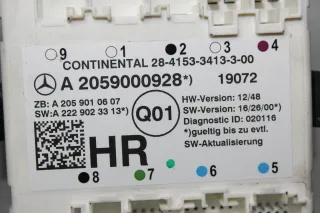 9 1 2 3 4
CONTINENTAL 28-4153-3413-3-00
A 2059000928*) 19072
ZB: A 205 901 06 07
SW:A 222 902 33 13*)
Q01
HW-Version: 12/48
SW-Version: 16/26/00*)
Diagnostic ID: 020116
*)gueltig bis zu evtl.
SW-Aktualisierung
HR
8 7 6 5